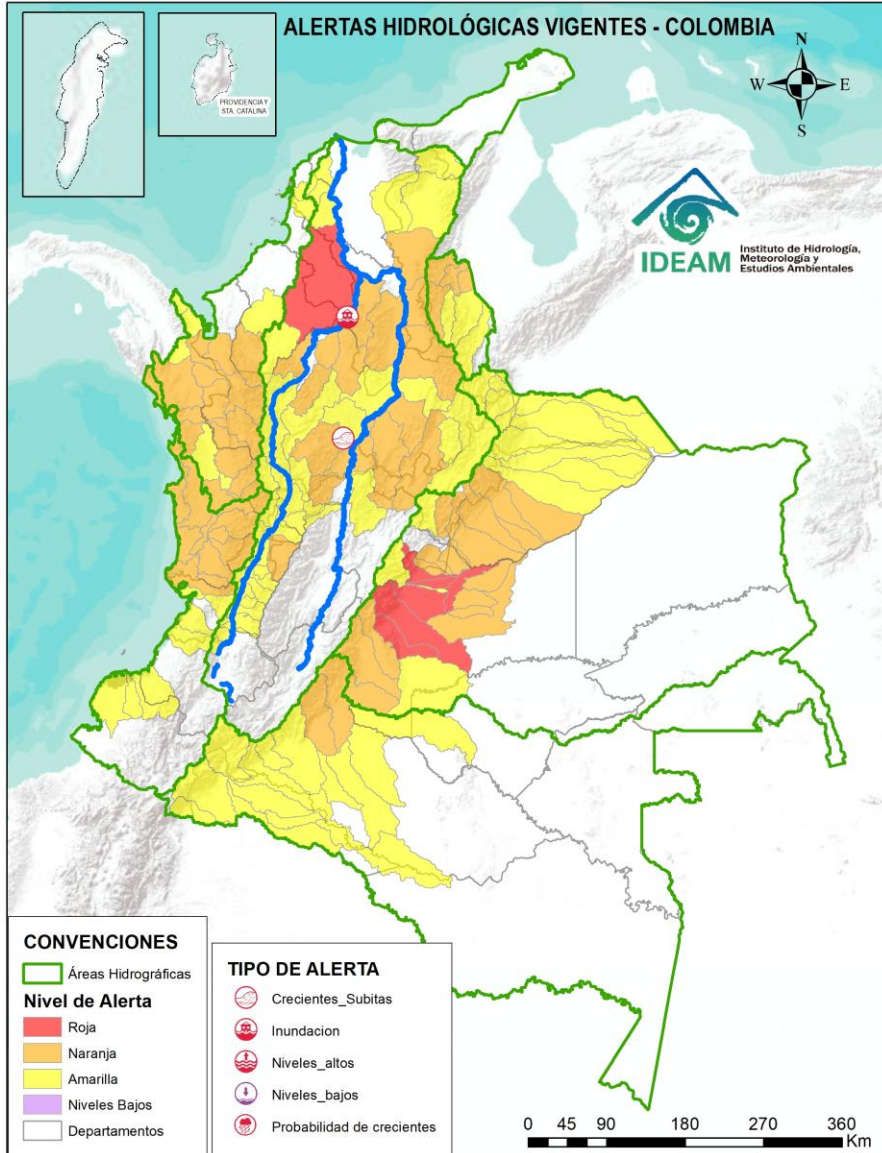 ALERTAS HIDROLÓGICAS VIGENTES - COLOMBIA
PROVIDENCIA Y
STA. CATALINA
N
W
E
S
IDEAM
Instituto de Hidrología,
Meteorología y
Estudios Ambientales
CONVENCIONES
Áreas Hidrográficas
Nivel de Alerta
Roja
Naranja
Amarilla
Niveles Bajos
Departamentos
TIPO DE ALERTA
Crecientes_Subitas
Inundacion
Niveles_altos
Niveles_bajos
Probabilidad de crecientes
0 45 90 180 270 360
Km